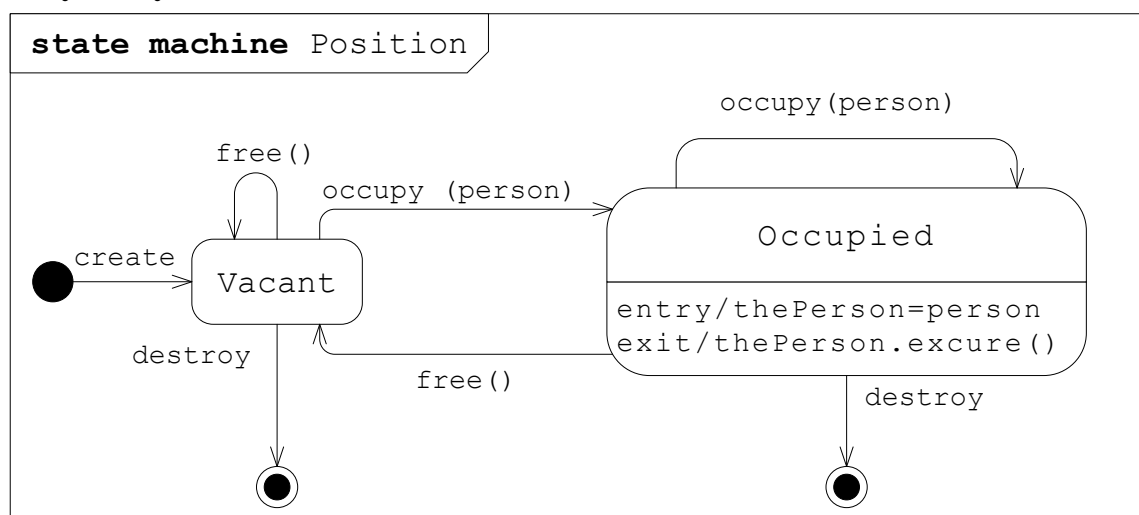 state machine Position
occupy(person)
free()
occupy (person)
create
Vacant
Occupied
entry/thePerson=person
exit/thePerson.excure()
destroy
free()
destroy